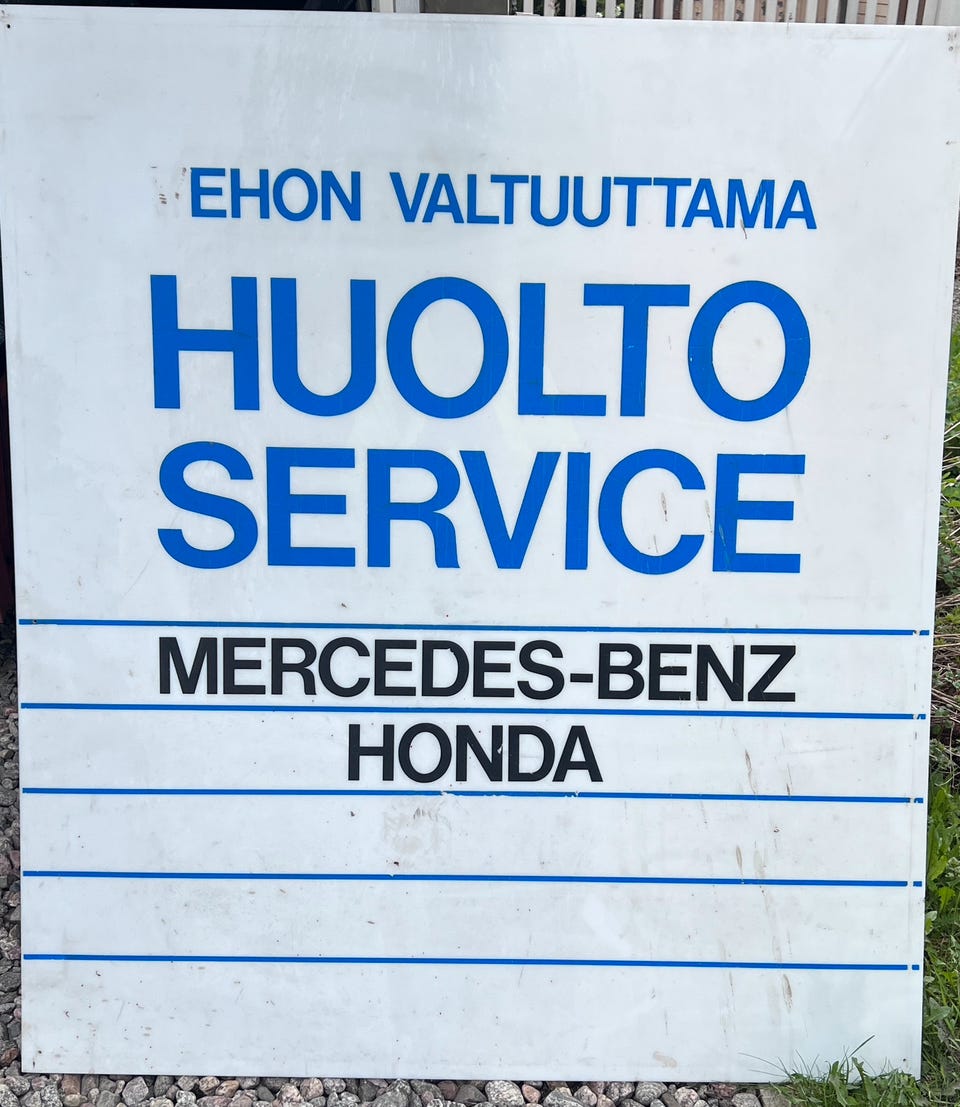 EHON VALTUUTTAMA
HUOLTO
SERVICE
MERCEDES-BENZ
HONDA